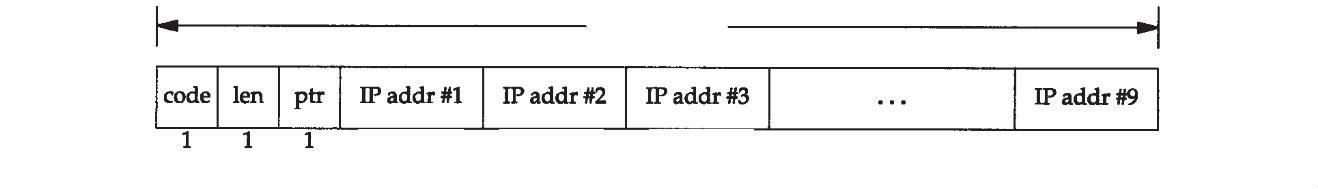 code len ptr IP addr #1 IP addr #2 IP addr #3 ... IP addr #9
1 1 1